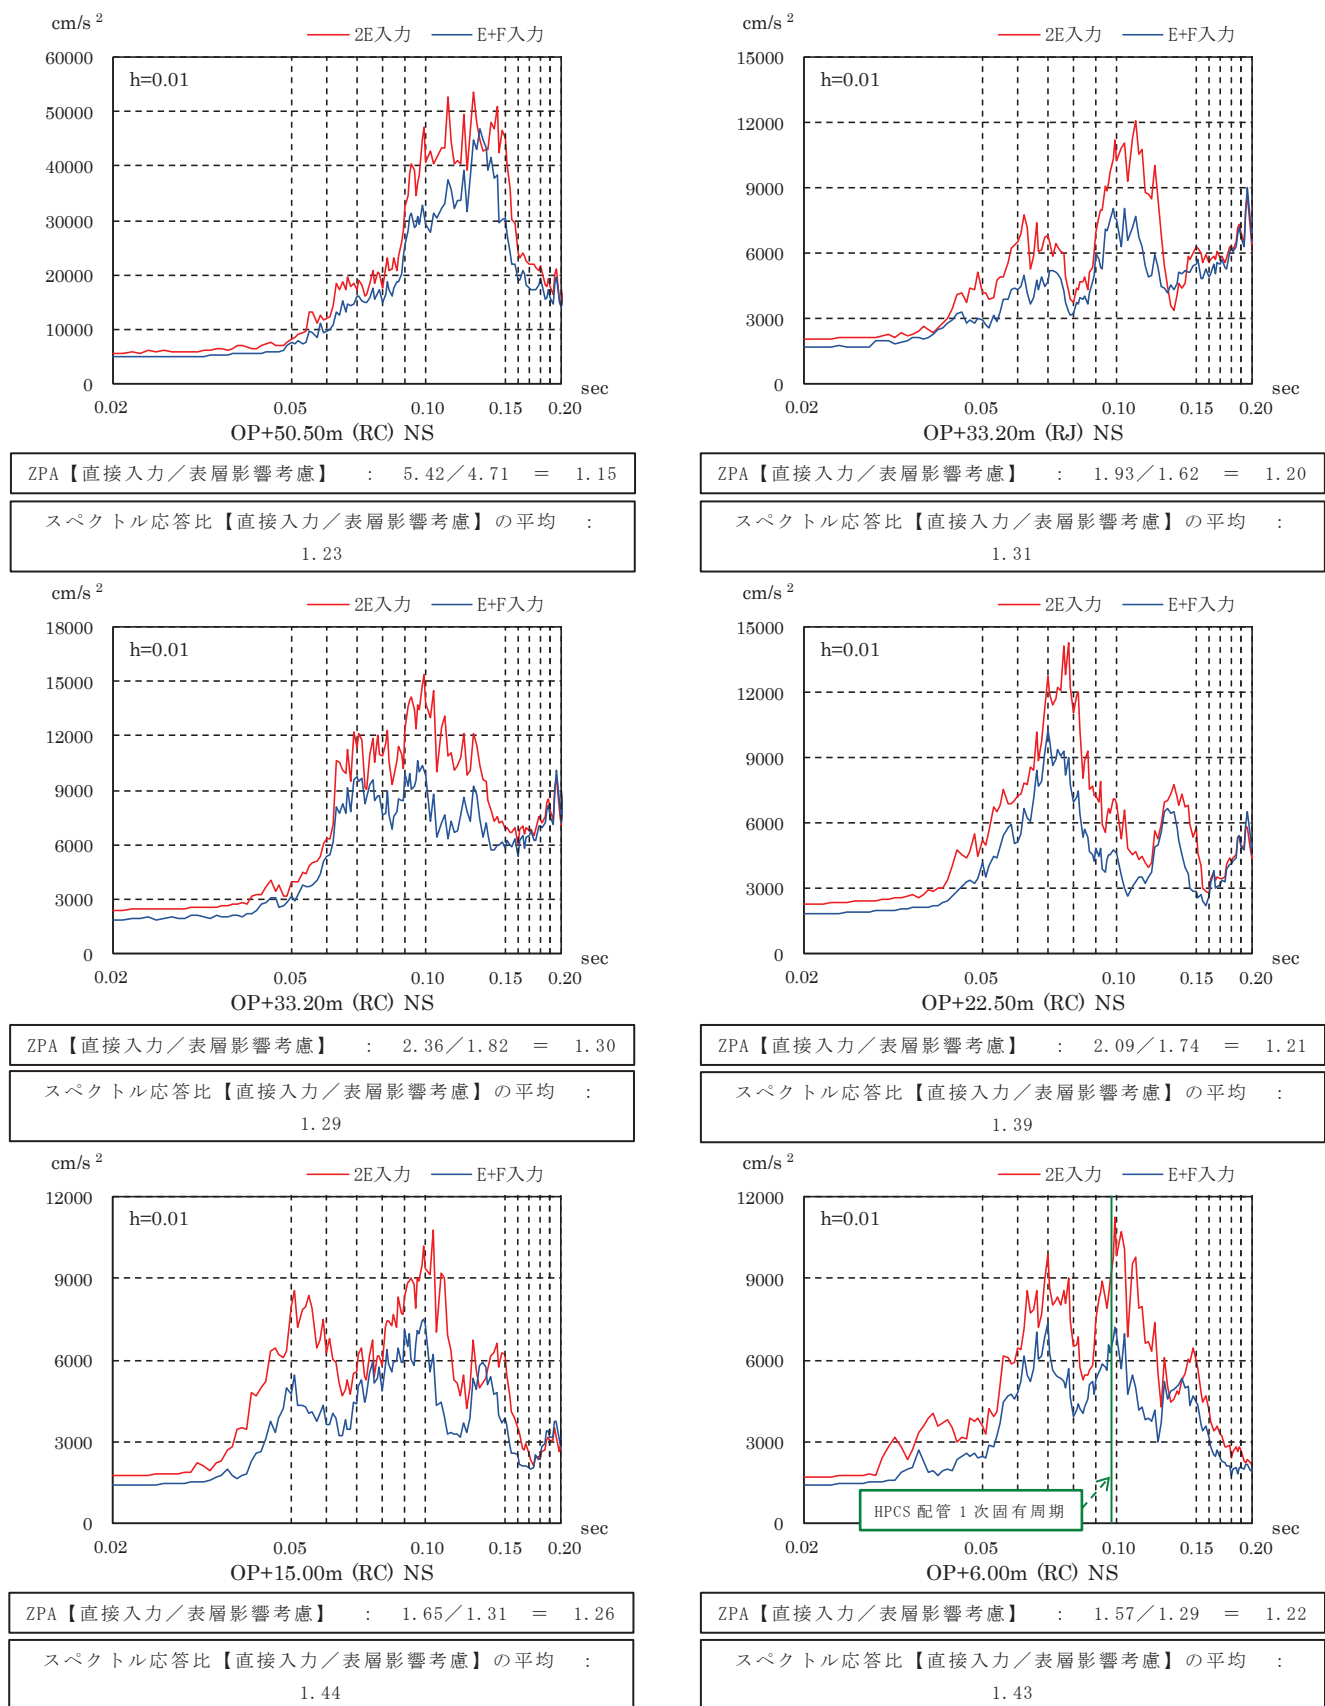 cm/s 2
2E入力 E+F入力
60000
h=0.01
50000
40000
30000
20000
10000
0
sec
0.02 0.05 0.10 0.15 0.20
OP+50.50m (RC) NS
ZPA【直接入力／表層影響考慮】 : 5.42／4.71 = 1.15
スペクトル応答比【直接入力／表層影響考慮】の平均 :
1.23
cm/s 2
2E入力 E+F入力
15000
h=0.01
12000
9000
6000
3000
0
sec
0.02 0.05 0.10 0.15 0.20
OP+33.20m (RJ) NS
ZPA【直接入力／表層影響考慮】 : 1.93／1.62 = 1.20
スペクトル応答比【直接入力／表層影響考慮】の平均 :
1.31
cm/s 2
2E入力 E+F入力
18000
h=0.01
15000
12000
9000
6000
3000
0
sec
0.02 0.05 0.10 0.15 0.20
OP+33.20m (RC) NS
ZPA【直接入力／表層影響考慮】 : 2.36／1.82 = 1.30
スペクトル応答比【直接入力／表層影響考慮】の平均 :
1.29
cm/s 2
2E入力 E+F入力
15000
h=0.01
12000
9000
6000
3000
0
sec
0.02 0.05 0.10 0.15 0.20
OP+22.50m (RC) NS
ZPA【直接入力／表層影響考慮】 : 2.09／1.74 = 1.21
スペクトル応答比【直接入力／表層影響考慮】の平均 :
1.39
cm/s 2
2E入力 E+F入力
12000
h=0.01
9000
6000
3000
0
sec
0.02 0.05 0.10 0.15 0.20
OP+15.00m (RC) NS
ZPA【直接入力／表層影響考慮】 : 1.65／1.31 = 1.26
スペクトル応答比【直接入力／表層影響考慮】の平均 :
1.44
cm/s 2
2E入力 E+F入力
12000
h=0.01
9000
6000
3000
HPCS 配管 1 次固有周期
0
sec
0.02 0.05 0.10 0.15 0.20
OP+6.00m (RC) NS
ZPA【直接入力／表層影響考慮】 : 1.57／1.29 = 1.22
スペクトル応答比【直接入力／表層影響考慮】の平均 :
1.43